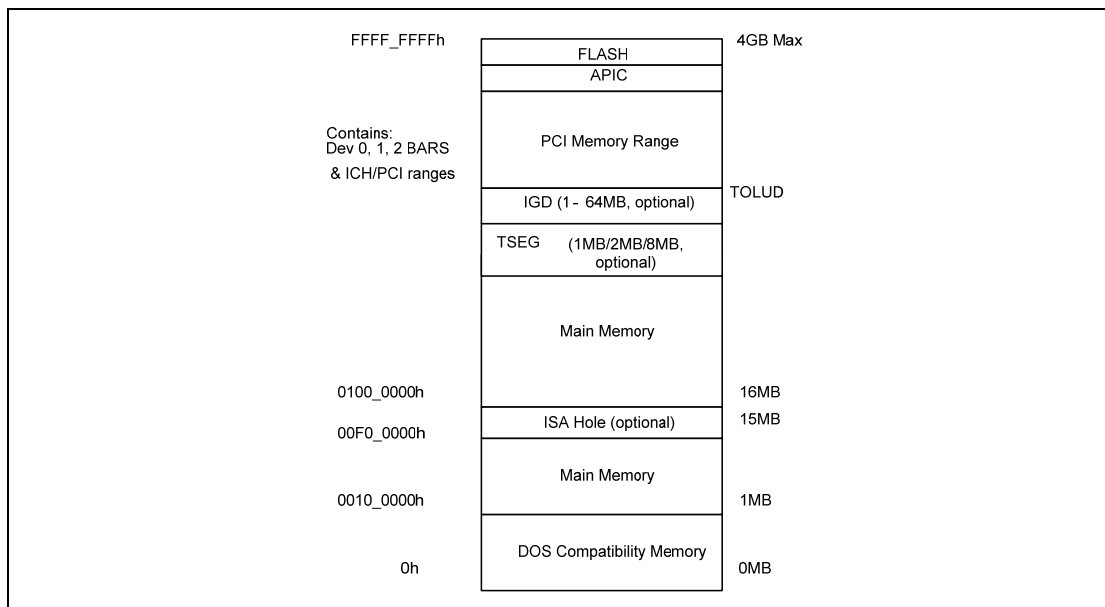 FFFF_FFFFh
4GB Max
FLASH
APIC
Contains:
Dev 0, 1, 2 BARS
& ICH/PCI ranges
PCI Memory Range
TOLUD
IGD (1- 64MB, optional)
TSEG (1MB/2MB/8MB,
optional)
Main Memory
0100_0000h
16MB
ISA Hole (optional)
15MB
00F0_0000h
Main Memory
0010_0000h
1MB
DOS Compatibility Memory
0h
0MB